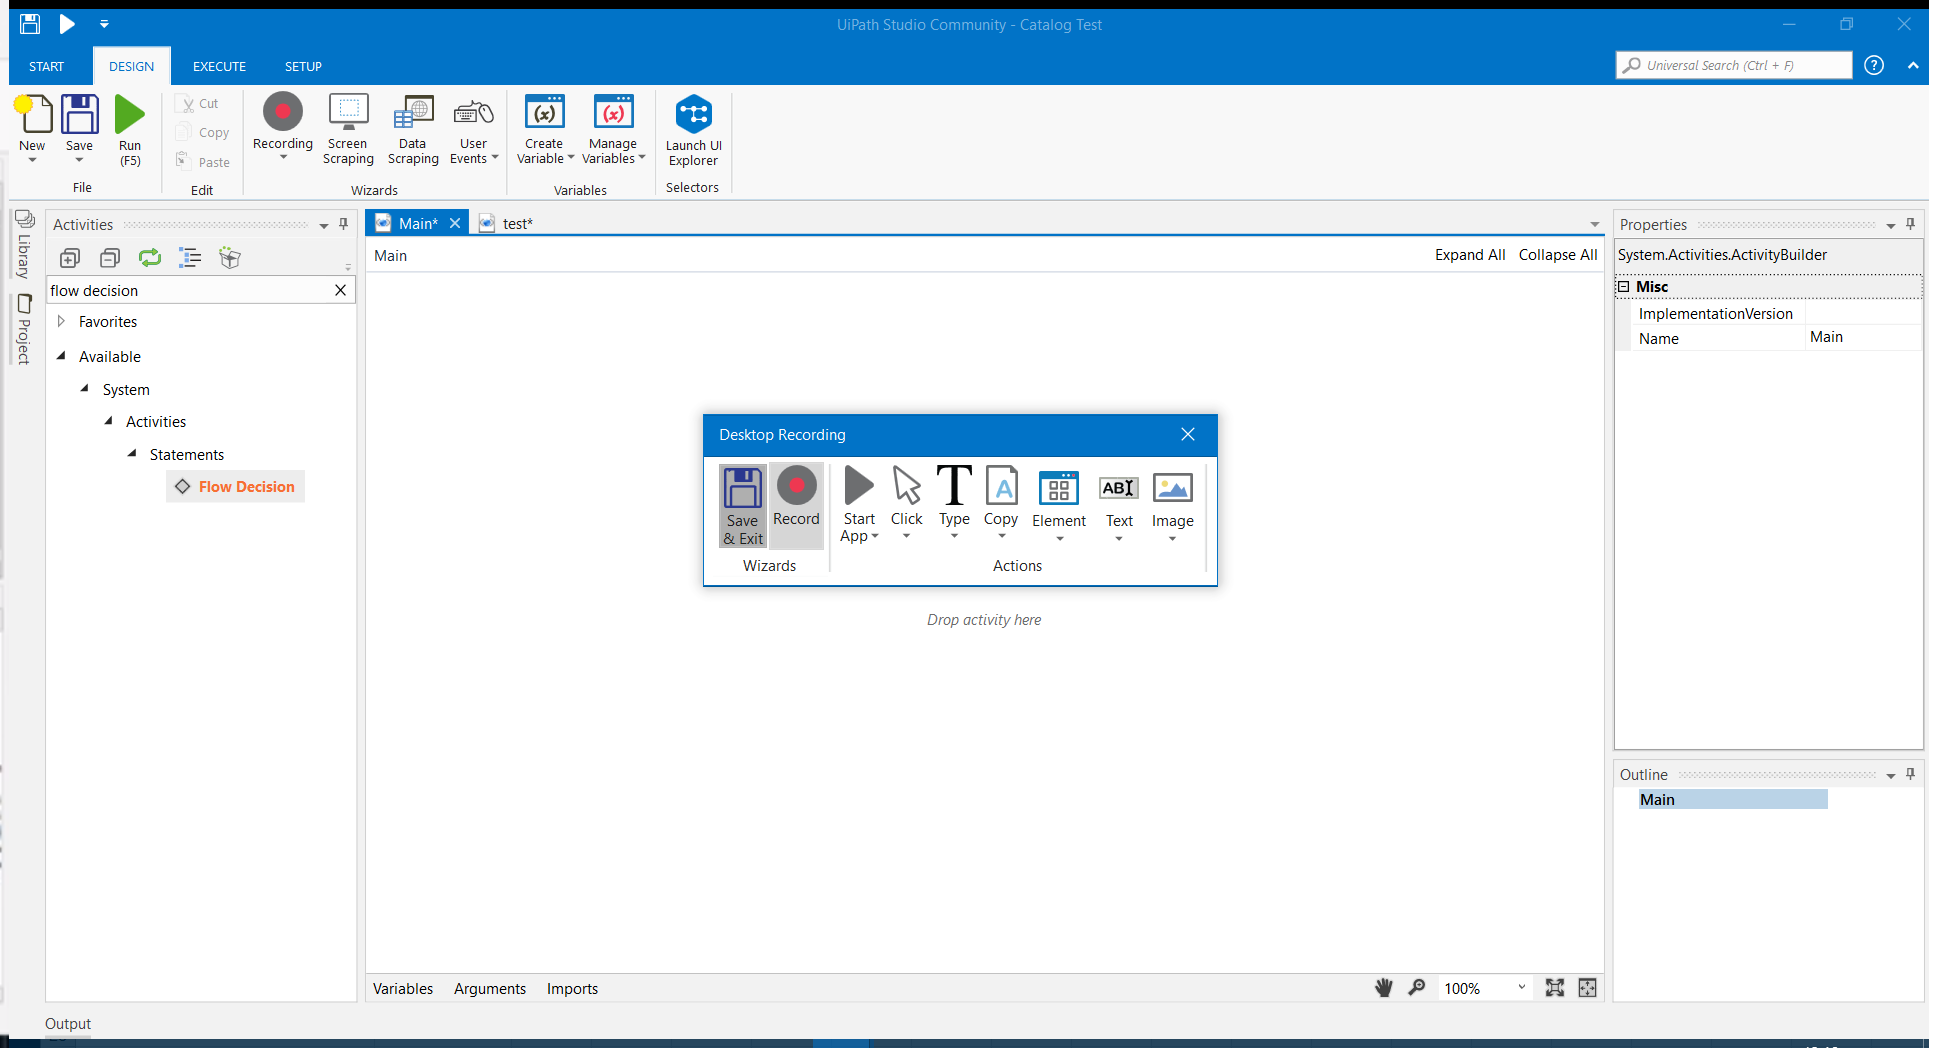 UiPath Studio Community - Catalog Test
START
DESIGN
EXECUTE
SETUP
Universal Search (Ctrl + F)
New
Save
Run
(F5)
File
Cut
Copy
Paste
Edit
Recording
Screen
Scraping
Data
Scraping
User
Events
Wizards
Create
Variable
Manage
Variables
Variables
Launch UI
Explorer
Selectors
Library
Project
Activities
flow decision
Favorites
Available
System
Activities
Statements
Flow Decision
Main*
test*
Main
Expand All
Collapse All
Desktop Recording
Save
& Exit
Record
Wizards
Start
App
Click
Type
Copy
Element
ABI
Text
Image
Actions
Drop activity here
Variables
Arguments
Imports
100%
Properties
System.Activities.ActivityBuilder
Misc
ImplementationVersion
Name
Main
Outline
Main
Output